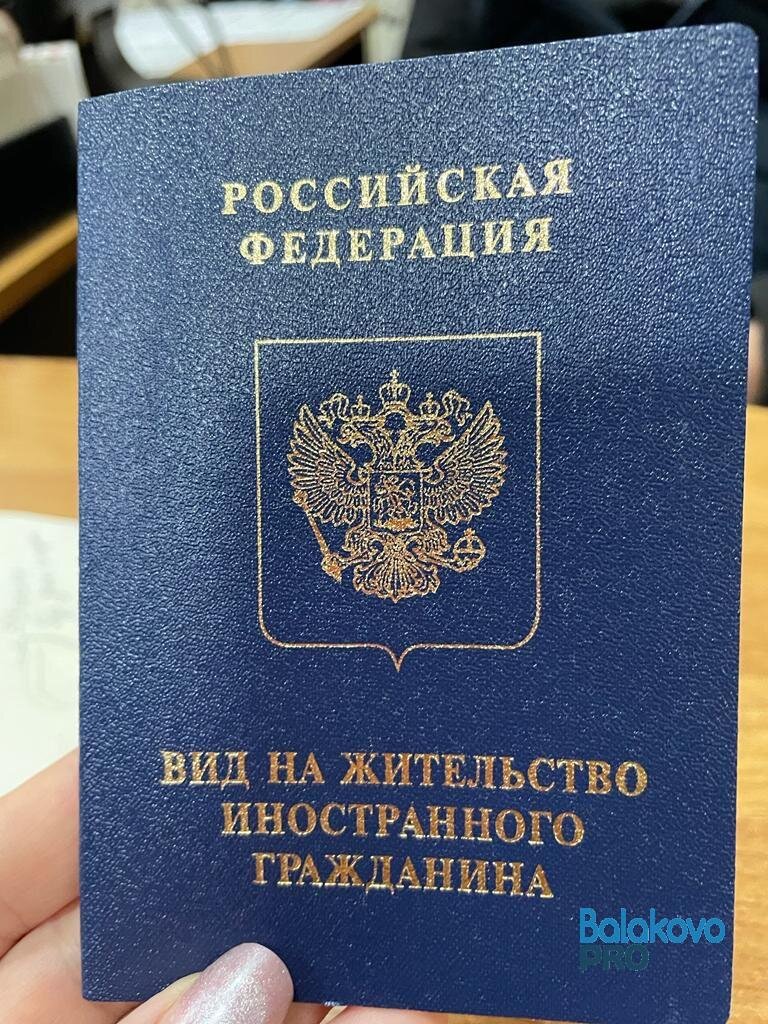 РОССИЙСКАЯ
ФЕДЕРАЦИЯ
ВИД НА ЖИТЕЛЬСТВО
ИНОСТРАННОГО
ГРАЖДАНИНА
Balakovo
PRO